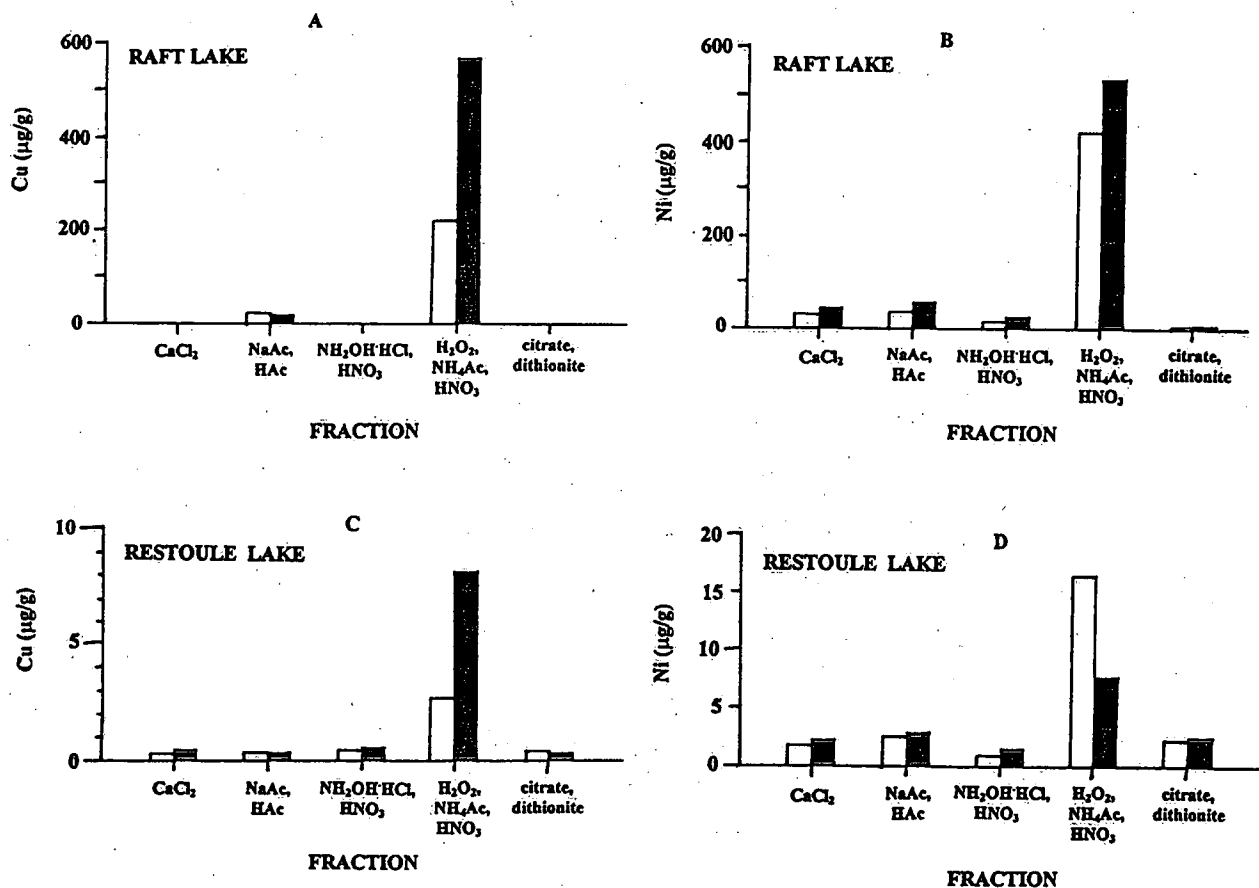 A
600
RAFT LAKE
400
200
0
Cu (µg/g)
CaCl₂
NaAc,
HAc
NH₂OH·HCl,
HNO₃
H₂O₂,
NH₄Ac,
HNO₃
citrate,
dithionite
FRACTION
B
600
RAFT LAKE
400
200
0
Ni (µg/g)
CaCl₂
NaAc,
HAc
NH₂OH·HCl,
HNO₃
H₂O₂,
NH₄Ac,
HNO₃
citrate,
dithionite
FRACTION
C
10
RESTOULE LAKE
5
0
Cu (µg/g)
CaCl₂
NaAc,
HAc
NH₂OH·HCl,
HNO₃
H₂O₂,
NH₄Ac,
HNO₃
citrate,
dithionite
FRACTION
D
20
RESTOULE LAKE
15
10
5
0
Ni (µg/g)
CaCl₂
NaAc,
HAc
NH₂OH·HCl,
HNO₃
H₂O₂,
NH₄Ac,
HNO₃
citrate,
dithionite
FRACTION